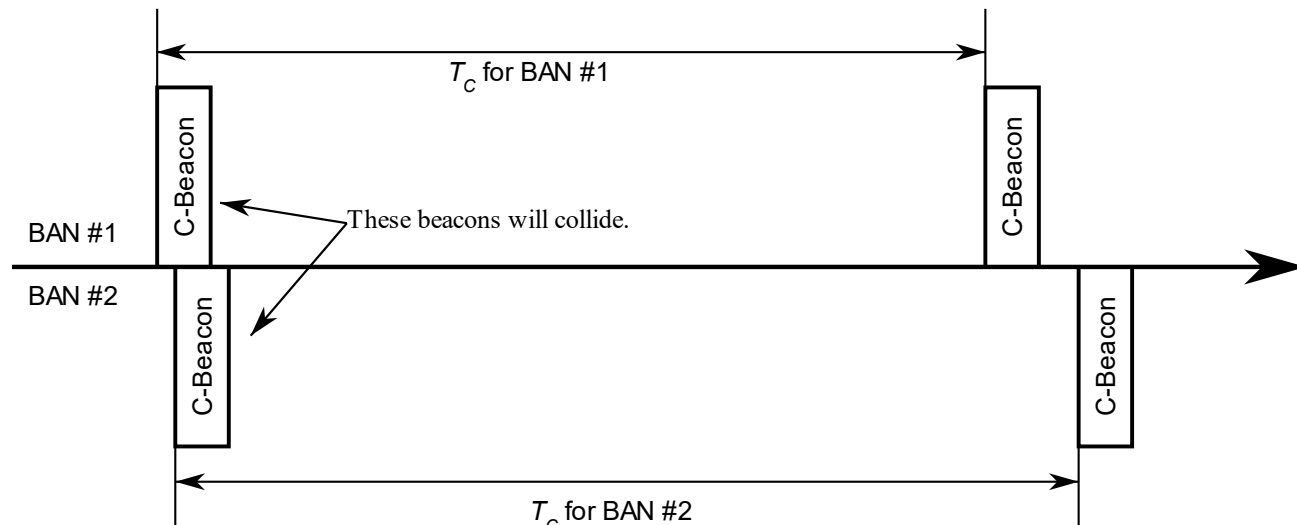 T_C for BAN #1
C-Beacon
C-Beacon
These beacons will collide.
BAN #1
BAN #2
C-Beacon
C-Beacon
T_C for BAN #2